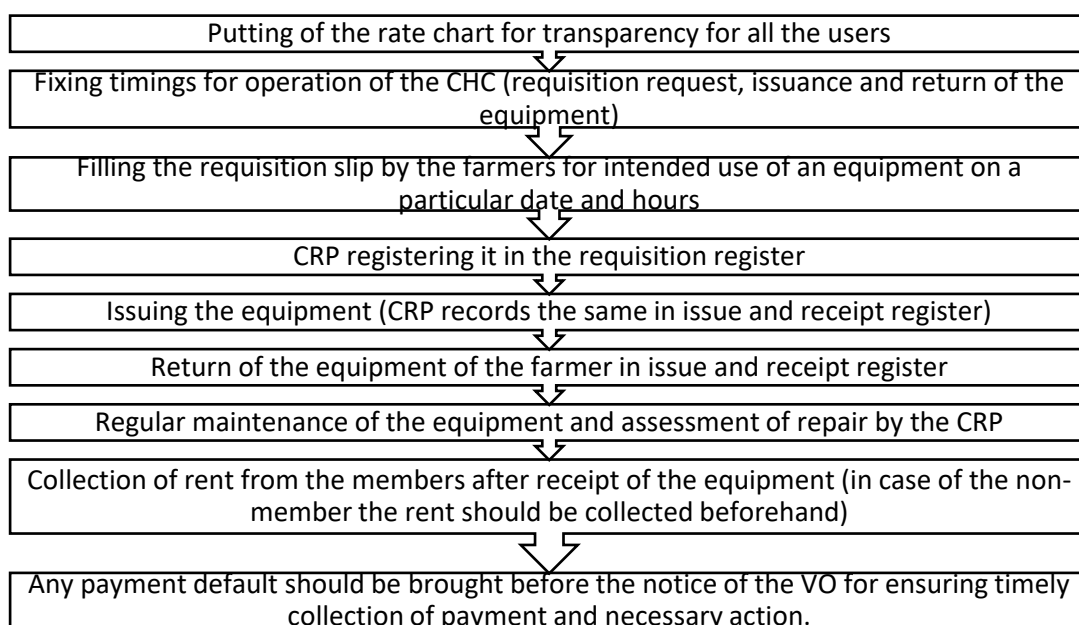 Putting of the rate chart for transparency for all the users
Fixing timings for operation of the CHC (requisition request, issuance and return of the
equipment)
Filling the requisition slip by the farmers for intended use of an equipment on a
particular date and hours
CRP registering it in the requisition register
Issuing the equipment (CRP records the same in issue and receipt register)
Return of the equipment of the farmer in issue and receipt register
Regular maintenance of the equipment and assessment of repair by the CRP
Collection of rent from the members after receipt of the equipment (in case of the non-
member the rent should be collected beforehand)
Any payment default should be brought before the notice of the VO for ensuring timely
collection of payment and necessary action.